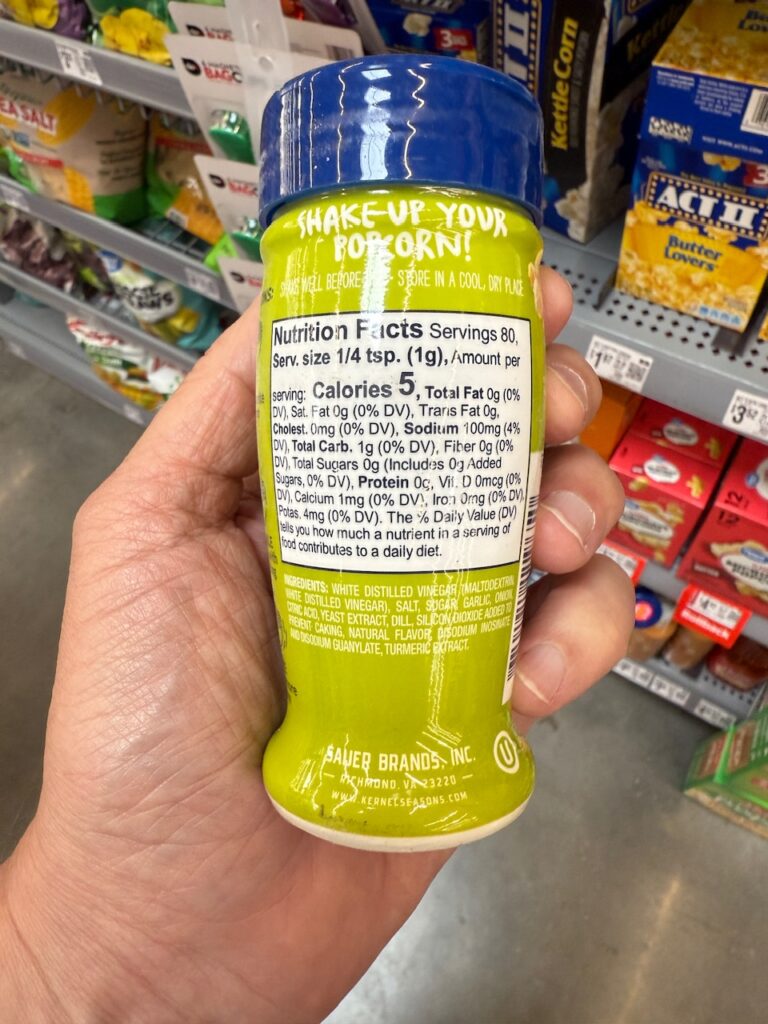 SHAKE-UP YOUR
POPCORN!
SHAKE WELL BEFORE · STORE IN A COOL, DRY PLACE
Nutrition Facts Servings 80,
Serv. size 1/4 tsp. (1g), Amount per
serving: Calories 5, Total Fat 0g (0%
DV), Sat. Fat 0g (0% DV), Trans Fat 0g,
Cholest. 0mg (0% DV), Sodium 100mg (4%
DV), Total Carb. 1g (0% DV), Fiber 0g (0%
DV), Total Sugars 0g (Includes 0g Added
Sugars, 0% DV), Protein 0g, Vit. D 0mcg (0%
DV), Calcium 1mg (0% DV), Iron 0mg (0% DV),
Potas. 4mg (0% DV). The % Daily Value (DV)
tells you how much a nutrient in a serving of
food contributes to a daily diet.
INGREDIENTS: WHITE DISTILLED VINEGAR (MALTODEXTRIN,
WHITE DISTILLED VINEGAR), SALT, SUGAR, GARLIC, ONION,
CITRIC ACID, YEAST EXTRACT, DILL, SILICON DIOXIDE ADDED TO
PREVENT CAKING, NATURAL FLAVOR, DISODIUM INOSINATE
AND DISODIUM GUANYLATE, TURMERIC EXTRACT.
SAUER BRANDS, INC.
RICHMOND, VA 23220
WWW.KERNELSEASONS.COM
U
SEA SALT
Kettle Corn
ACT II
Butter
Lovers